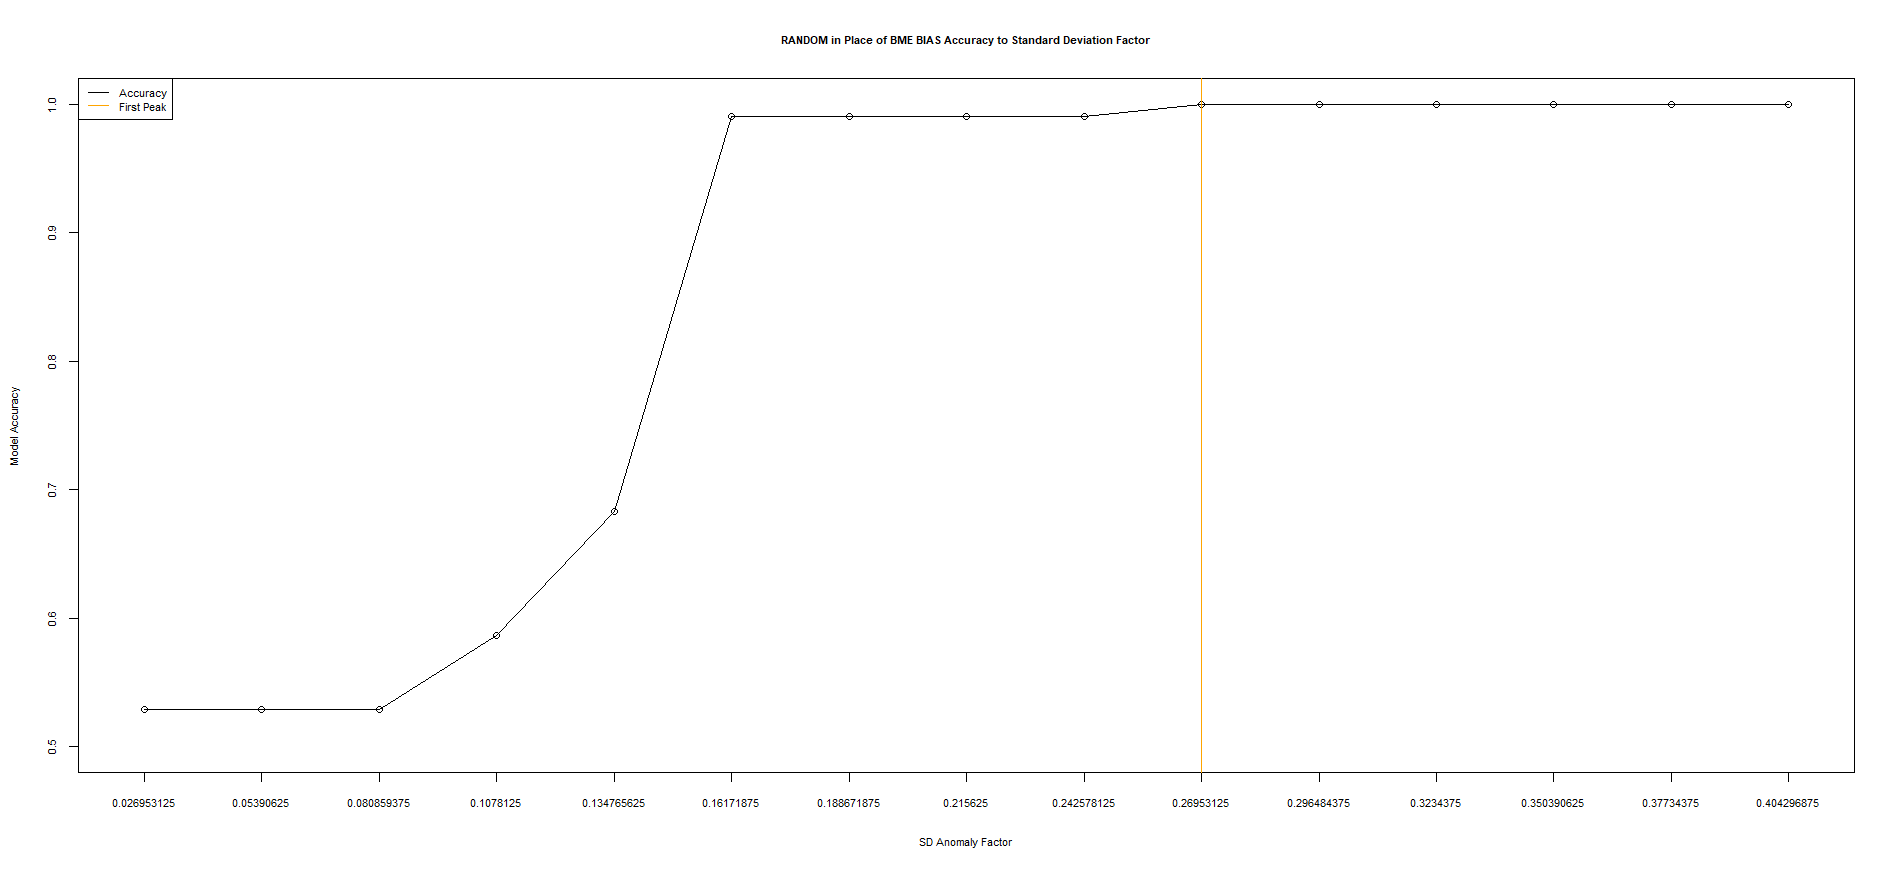 RANDOM in Place of BME BIAS Accuracy to Standard Deviation Factor
Accuracy
First Peak
1.0
0.9
0.8
0.7
0.6
0.5
Model Accuracy
0.026953125 0.05390625 0.080859375 0.1078125 0.134765625 0.16171875 0.188671875 0.215625 0.242578125 0.26953125 0.296484375 0.3234375 0.350390625 0.37734375 0.404296875
SD Anomaly Factor